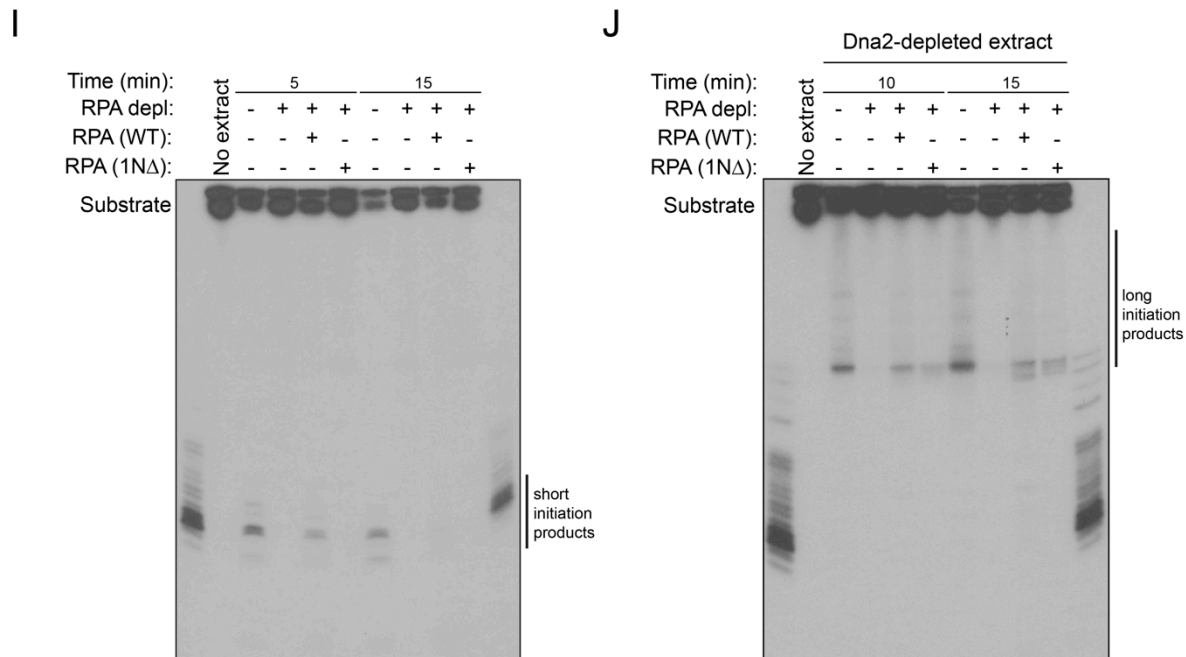 I
Time (min): 5 15
RPA depl: - + + + - + + +
RPA (WT): - - + - - - + -
RPA (1NΔ): - - - + - - - +
No extract
Substrate
short
initiation
products
J
Dna2-depleted extract
Time (min): 10 15
RPA depl: - + + + - + + +
RPA (WT): - - + - - - + -
RPA (1NΔ): - - - + - - - +
No extract
Substrate
long
initiation
products